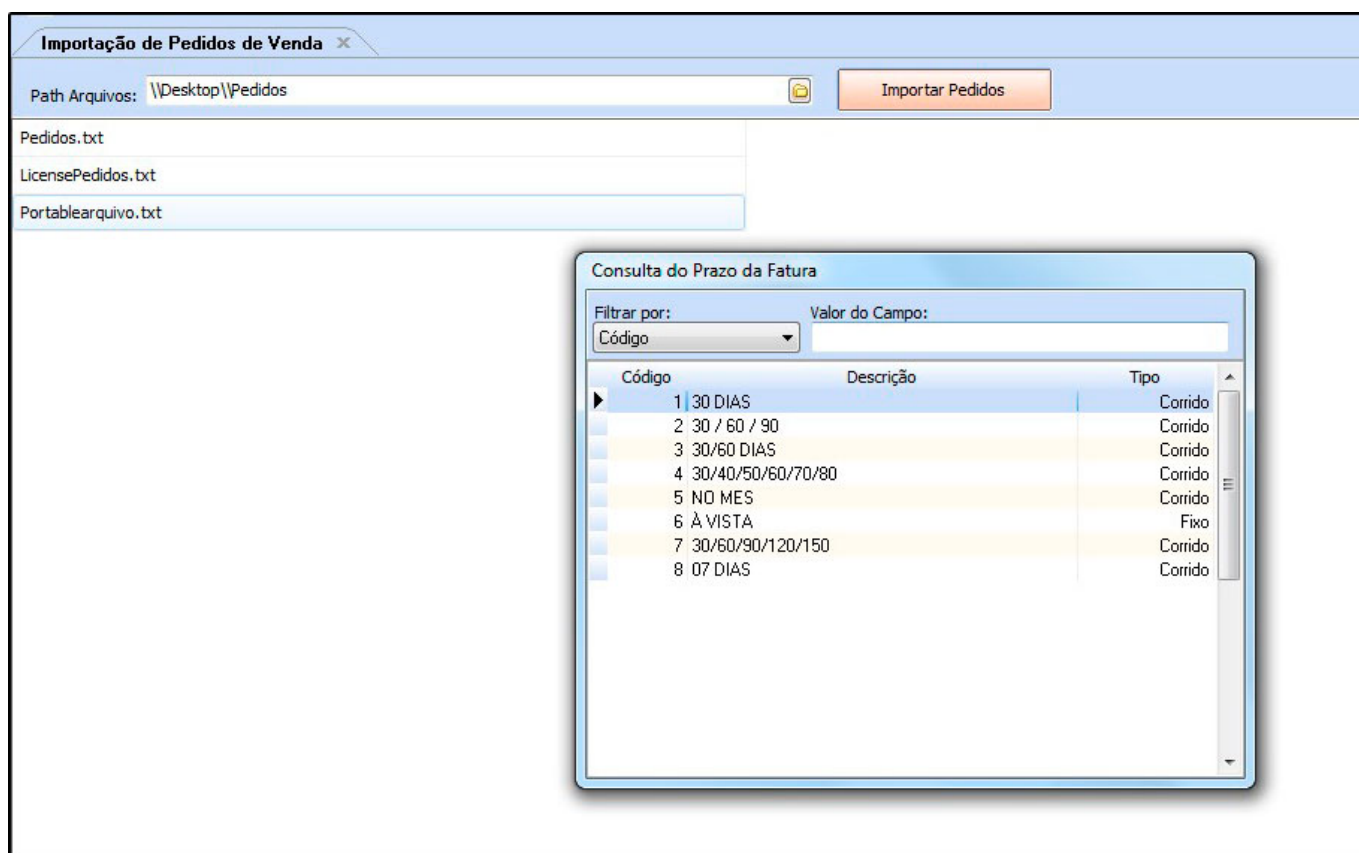 Importação de Pedidos de Venda
Path Arquivos: \\Desktop\\Pedidos Importar Pedidos
Pedidos.txt
LicensePedidos.txt
Portablearquivo.txt
Consulta do Prazo da Fatura
Filtrar por: Valor do Campo:
Código
Código Descrição Tipo
1 30 DIAS Corrido
2 30 / 60 / 90 Corrido
3 30/60 DIAS Corrido
4 30/40/50/60/70/80 Corrido
5 NO MES Corrido
6 À VISTA Fixo
7 30/60/90/120/150 Corrido
8 07 DIAS Corrido